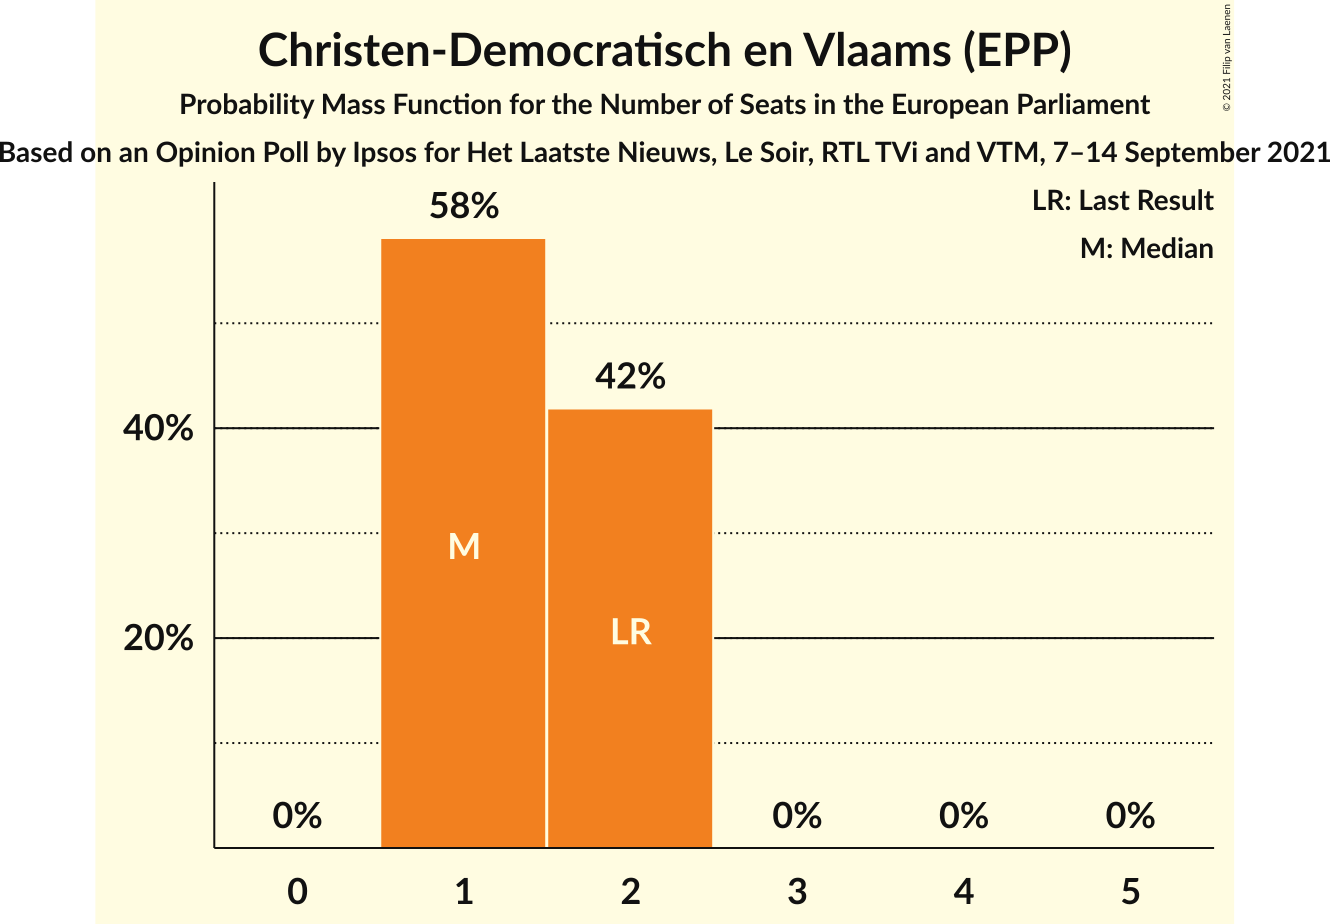 Christen-Democratisch en Vlaams (EPP)
Probability Mass Function for the Number of Seats in the European Parliament
Based on an Opinion Poll by Ipsos for Het Laatste Nieuws, Le Soir, RTL TVi and VTM, 7–14 September 2021
© 2021 Filip van Laenen
LR: Last Result
M: Median
58%
42%
40%
M
LR
20%
0%
0%
0%
0%
0
1
2
3
4
5